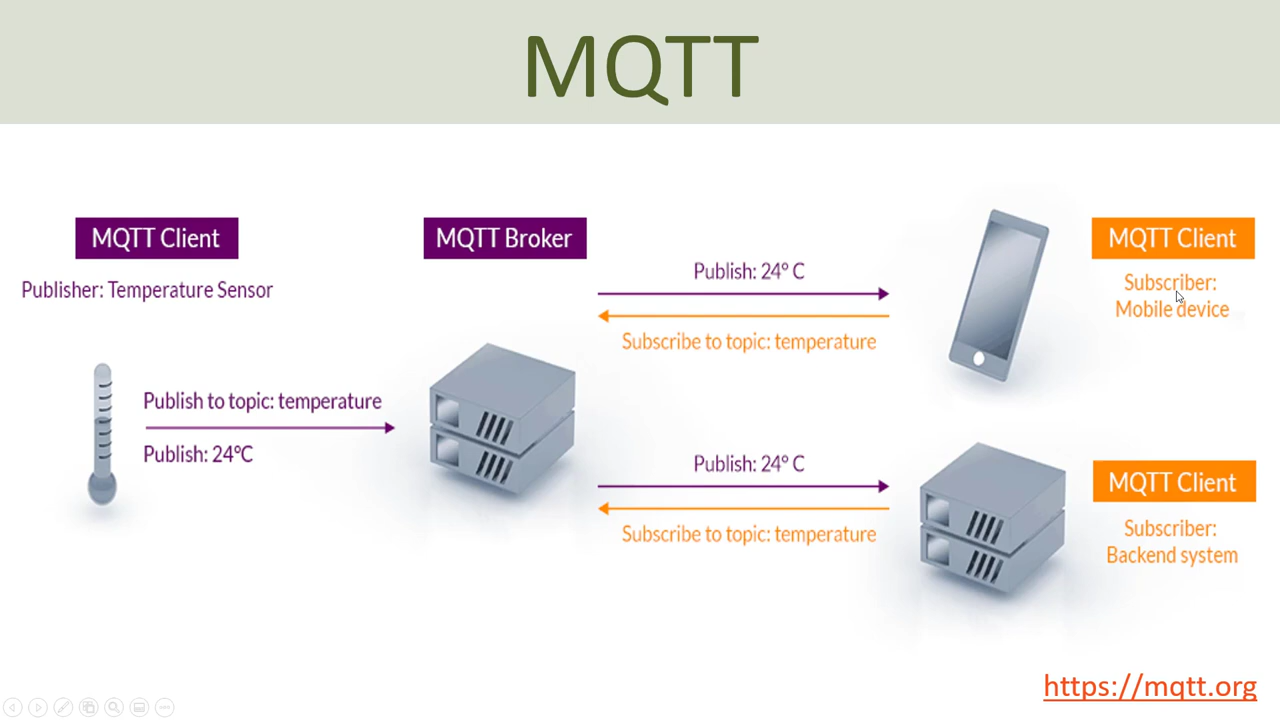 MQTT
MQTT Client
Publisher: Temperature Sensor
Publish to topic: temperature
Publish: 24°C
MQTT Broker
Publish: 24° C
Subscribe to topic: temperature
MQTT Client
Subscriber:
Mobile device
Publish: 24° C
Subscribe to topic: temperature
MQTT Client
Subscriber:
Backend system
https://mqtt.org